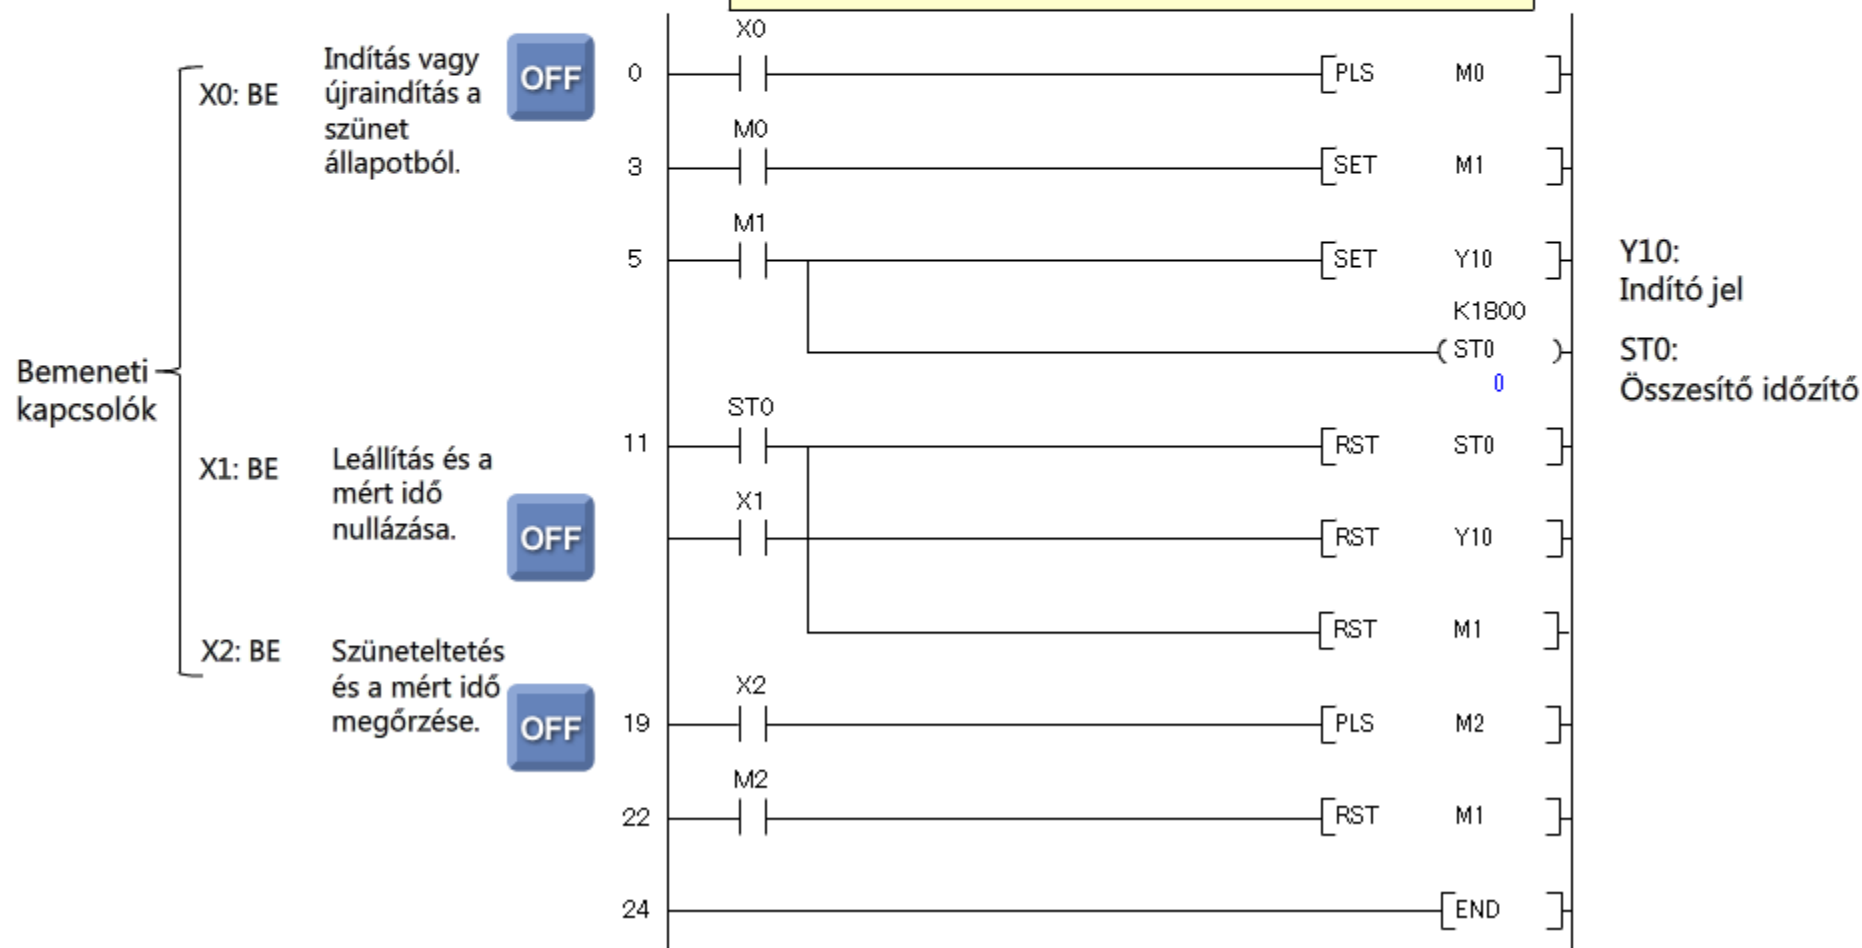 Bemeneti
kapcsolók
X0: BE
Indítás vagy
újraindítás a
szünet
állapotból.
OFF
X1: BE
Leállítás és a
mért idő
nullázása.
OFF
X2: BE
Szüneteltetés
és a mért idő
megőrzése.
OFF
X0
0 PLS M0
M0
3 SET M1
M1
5 SET Y10
K1800
ST0
0
ST0
11 RST ST0
X1
RST Y10
RST M1
X2
19 PLS M2
M2
22 RST M1
24 END
Y10:
Indító jel
ST0:
Összesítő időzítő